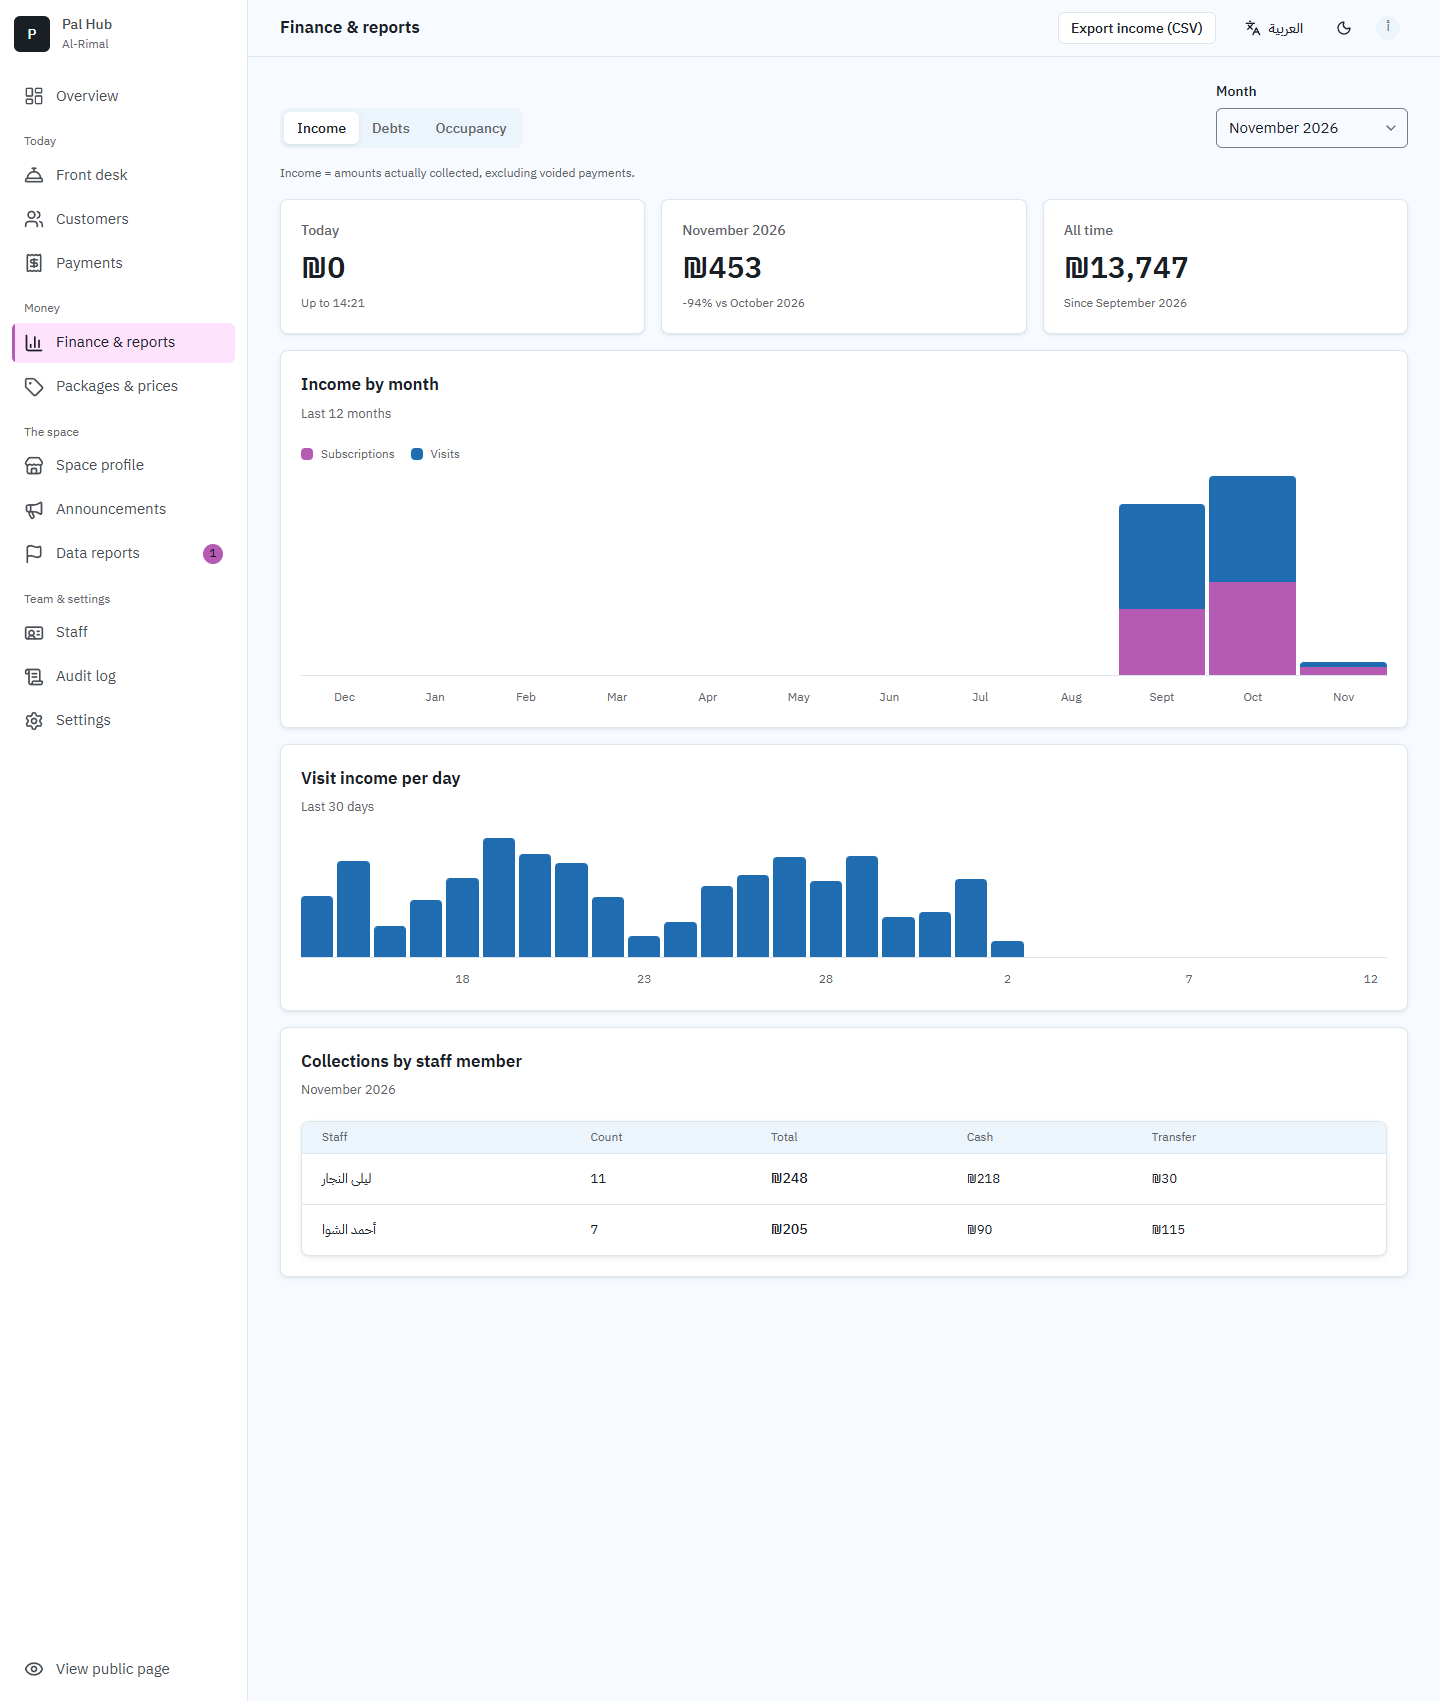 P
Pal Hub
Al-Rimal
Overview
Today
Front desk
Customers
Payments
Money
Finance & reports
Packages & prices
The space
Space profile
Announcements
Data reports
1
Team & settings
Staff
Audit log
Settings
View public page
Finance & reports
Export income (CSV)
العربية
أ
Month
Income
Debts
Occupancy
November 2026
Income = amounts actually collected, excluding voided payments.
Today
₪0
Up to 14:21
November 2026
₪453
-94% vs October 2026
All time
₪13,747
Since September 2026
Income by month
Last 12 months
Subscriptions
Visits
Dec Jan Feb Mar Apr May Jun Jul Aug Sept Oct Nov
Visit income per day
Last 30 days
18 23 28 2 7 12
Collections by staff member
November 2026
Staff Count Total Cash Transfer
ليلى النجار 11 ₪248 ₪218 ₪30
أحمد الشوا 7 ₪205 ₪90 ₪115